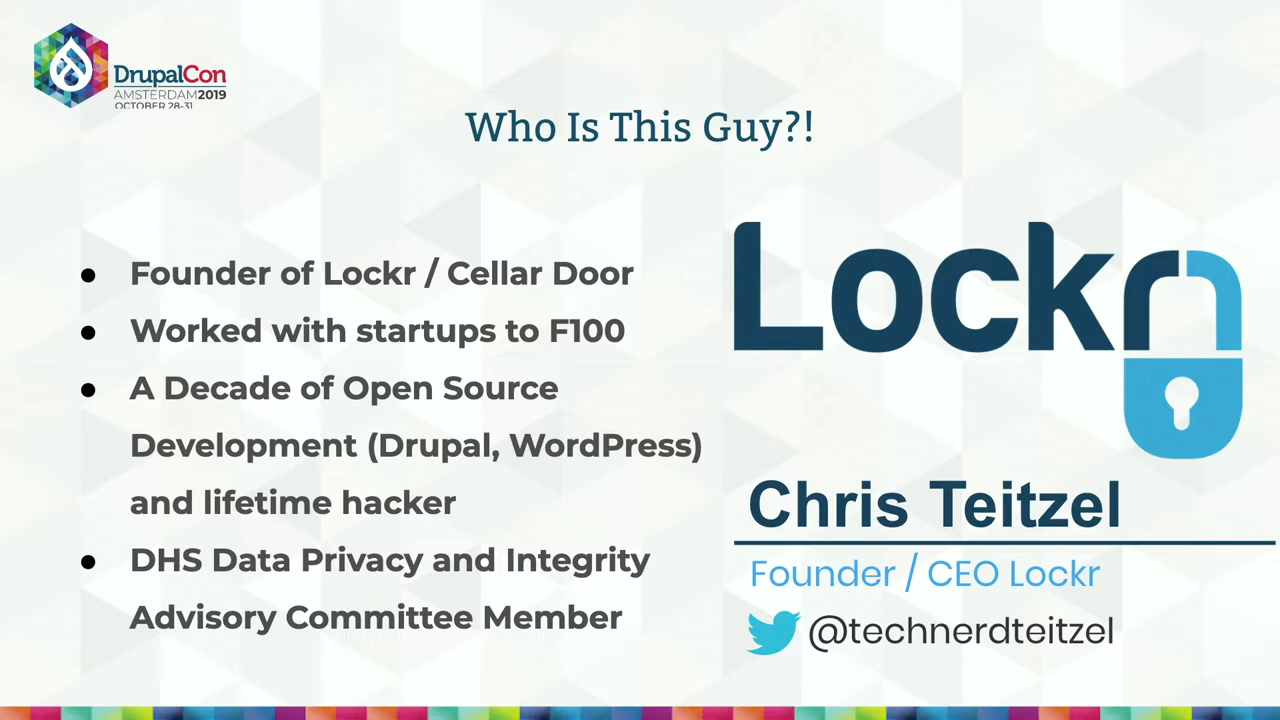 DrupalCon
AMSTERDAM2019
OCTOBER 28-31
Who Is This Guy?!
● Founder of Lockr / Cellar Door
● Worked with startups to F100
● A Decade of Open Source
Development (Drupal, WordPress)
and lifetime hacker
● DHS Data Privacy and Integrity
Advisory Committee Member
Lockr
Chris Teitzel
Founder / CEO Lockr
@technerdteitzel